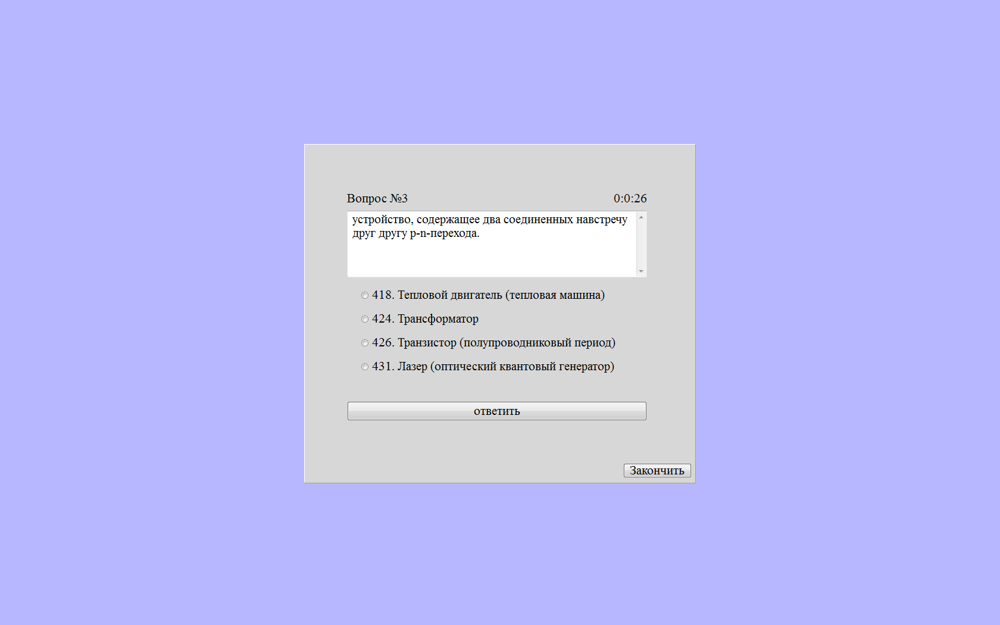 Вопрос №3
0:0:26
устройство, содержащее два соединенных навстречу
друг другу p-n-перехода.
418. Тепловой двигатель (тепловая машина)
424. Трансформатор
426. Транзистор (полупроводниковый период)
431. Лазер (оптический квантовый генератор)
ответить
Закончить